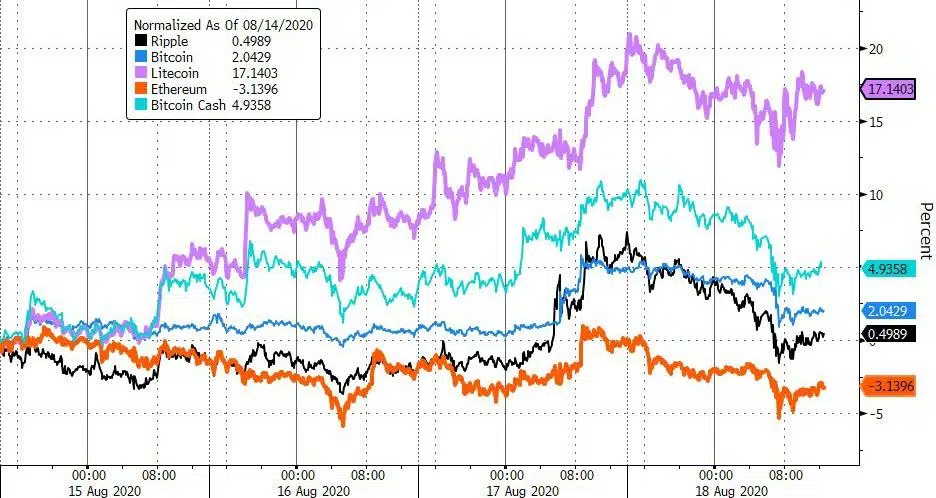 Normalized As Of 08/14/2020
Ripple 0.4989
Bitcoin 2.0429
Litecoin 17.1403
Ethereum -3.1396
Bitcoin Cash 4.9358
20
17.1403
15
10
Percent
4.9358
2.0429
0.4989
0
-3.1396
-5
00:00 08:00 00:00 08:00 00:00 08:00 00:00 08:00
15 Aug 2020 16 Aug 2020 17 Aug 2020 18 Aug 2020